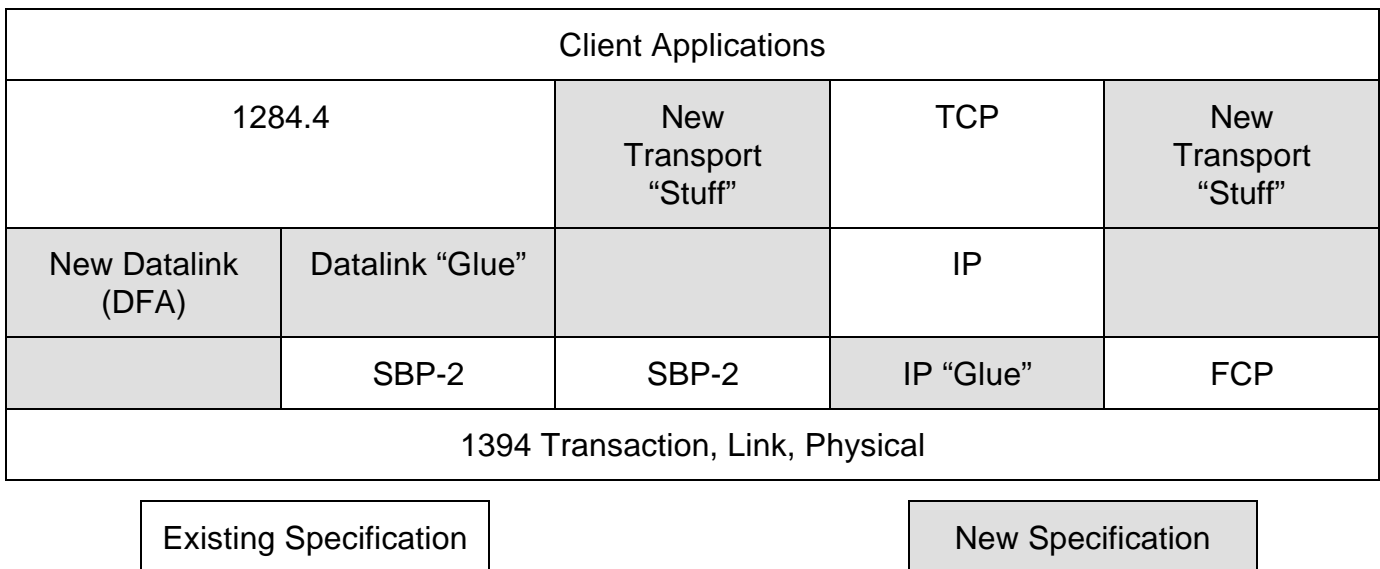 Client Applications
1284.4
New
Transport
“Stuff”
TCP
New
Transport
“Stuff”
New Datalink
(DFA)
Datalink “Glue”
IP
SBP-2
SBP-2
IP “Glue”
FCP
1394 Transaction, Link, Physical
Existing Specification
New Specification